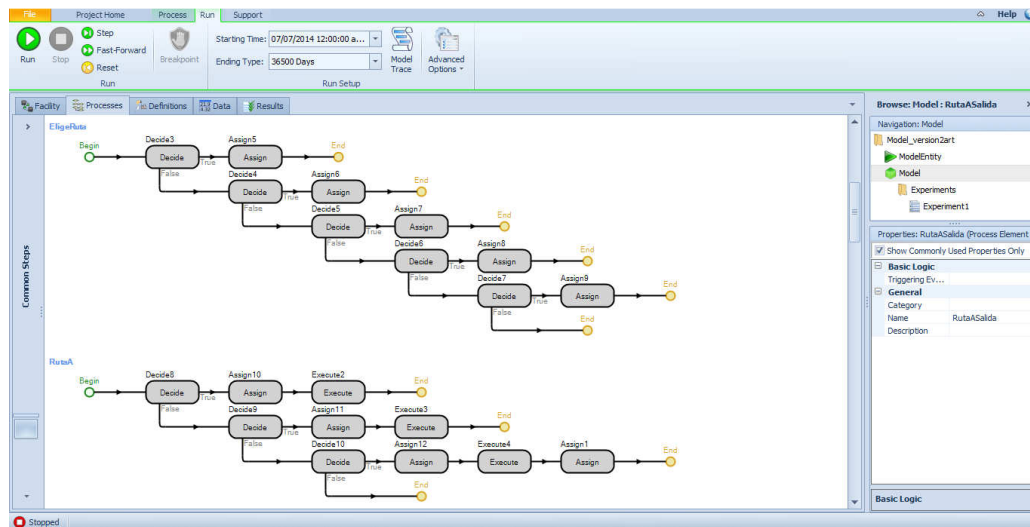 File Project Home Process Run Support Help
Run Stop Step Fast-Forward Reset Breakpoint
Starting Time: 07/07/2014 12:00:00 a...
Ending Type: 36500 Days
Model Trace Advanced Options
Run Run Setup
Facility Processes Definitions Data Results
Browse: Model : RutaASalida
Navigation: Model
Model_version2art
ModelEntity
Model
Experiments
Experiment1
Properties: RutaASalida (Process Element
Show Commonly Used Properties Only
Basic Logic
Triggering Ev...
General
Category
Name RutaASalida
Description
Basic Logic
Common Steps
EligeRuta
Begin Decide3 Assign5 End
Decide True Assign
False Decide4 Assign6 End
Decide True Assign
False Decide5 Assign7 End
Decide True Assign
False Decide6 Assign8 End
Decide True Assign
False Decide7 Assign9 End
Decide True Assign
False End
RutaA
Begin Decide8 Assign10 Execute2 End
Decide True Assign Execute
False Decide9 Assign11 Execute3 End
Decide True Assign Execute
False Decide10 Assign12 Execute4 Assign1 End
Decide True Assign Execute Assign
False End
Stopped